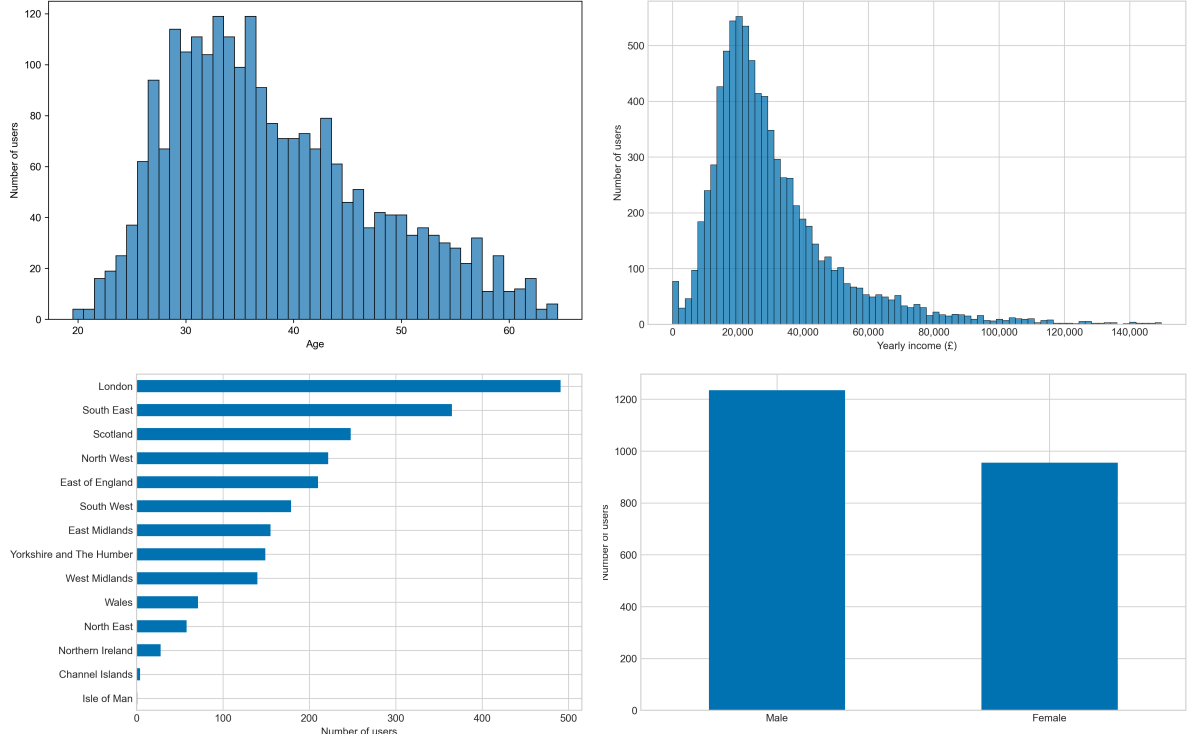 120
100
80
60
40
20
0
Number of users
20 30 40 50 60
Age
500
400
300
200
100
0
Number of users
0 20,000 40,000 60,000 80,000 100,000 120,000 140,000
Yearly income (£)
London
South East
Scotland
North West
East of England
South West
East Midlands
Yorkshire and The Humber
West Midlands
Wales
North East
Northern Ireland
Channel Islands
Isle of Man
0 100 200 300 400 500
Number of users
1200
1000
800
600
400
200
0
Number of users
Male Female